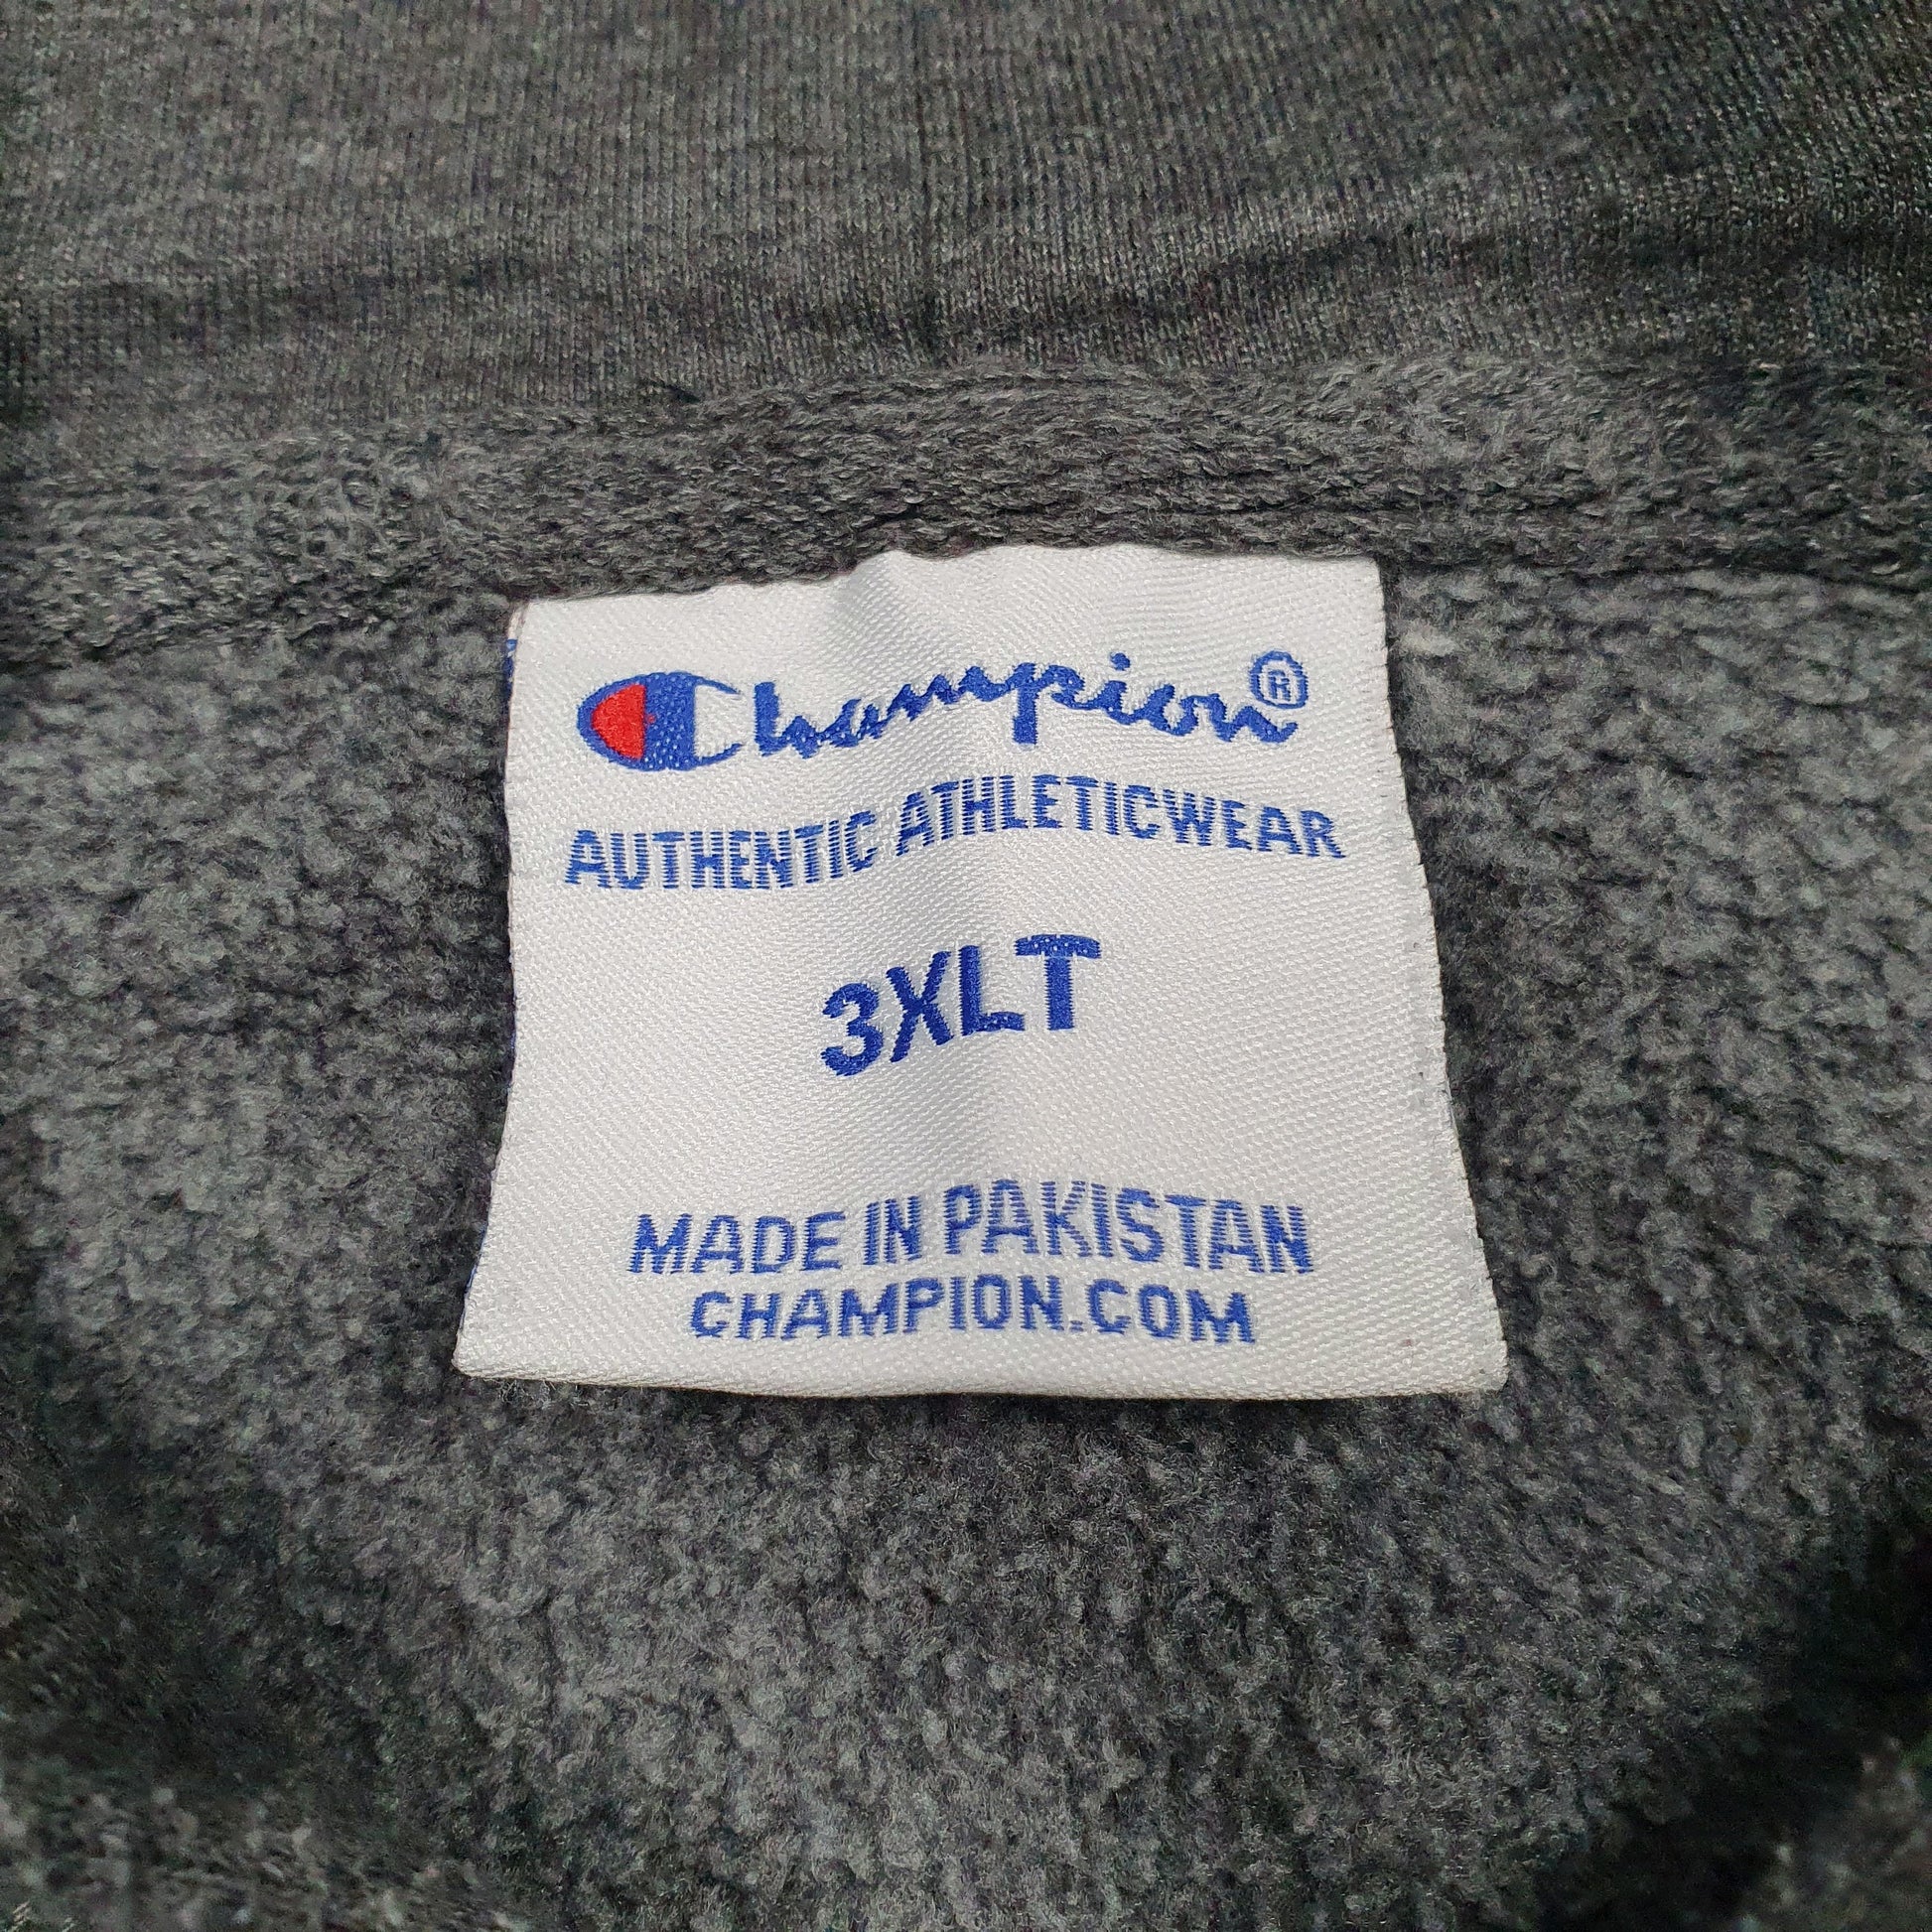 Champion®
AUTHENTIC ATHLETICWEAR
3XLT
MADE IN PAKISTAN
CHAMPION.COM